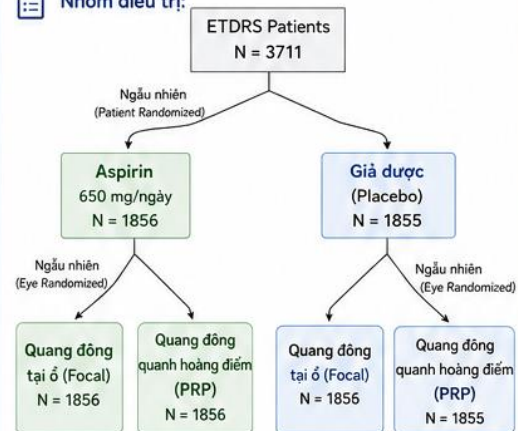 Nhóm điều trị:
ETDRS Patients
N = 3711
Ngẫu nhiên
(Patient Randomized)
Aspirin
650 mg/ngày
N = 1856
Giả dược
(Placebo)
N = 1855
Ngẫu nhiên
(Eye Randomized)
Ngẫu nhiên
(Eye Randomized)
Quang đông
tại ổ (Focal)
N = 1856
Quang đông
quanh hoàng điểm
(PRP)
N = 1856
Quang đông
tại ổ (Focal)
N = 1856
Quang đông
quanh hoàng điểm
(PRP)
N = 1855